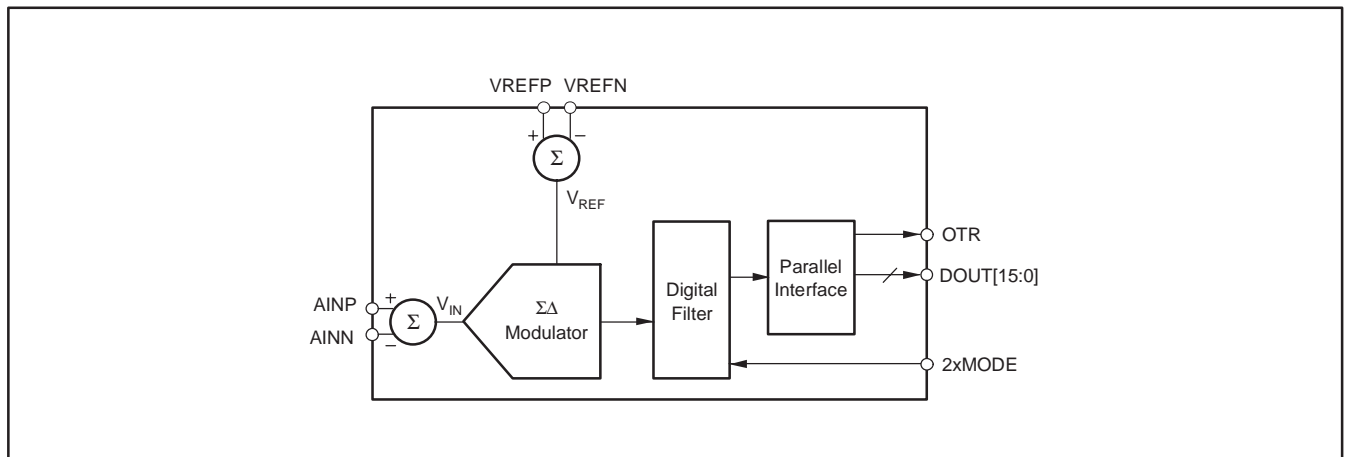 VREFP VREFN
+ −
Σ
VREF
OTR
Parallel
Interface
DOUT[15:0]
Digital
Filter
AINP
+
Σ
VIN
ΣΔ
Modulator
AINN
−
2xMODE